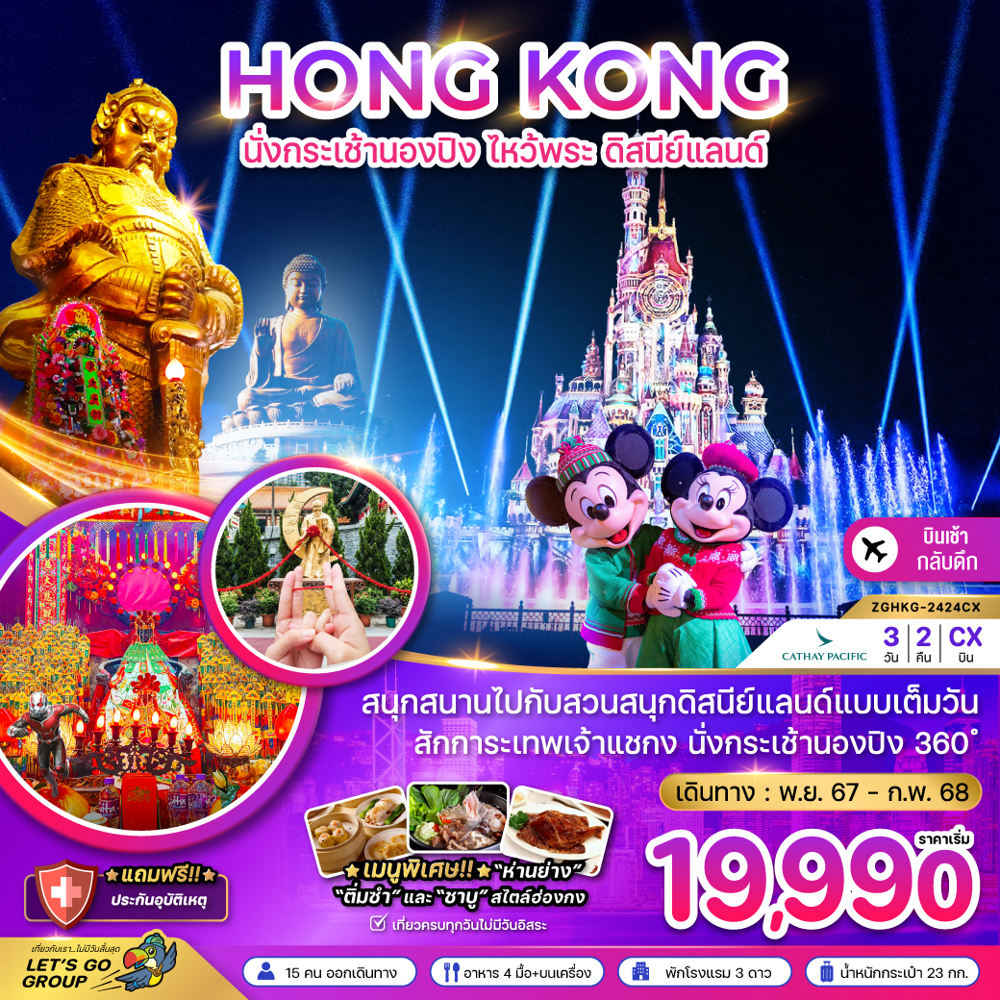 HONG KONG
นั่งกระเช้านองปิง ไหว้พระ ดิสนีย์แลนด์
บินเช้า
กลับดึก
ZGHKG-2424CX
CATHAY PACIFIC
3 2 CX
วัน คืน บิน
สนุกสนานไปกับสวนสนุกดิสนีย์แลนด์แบบเต็มวัน
สักการะเทพเจ้าแชกง นั่งกระเช้านองปิง 360°
เดินทาง : พ.ย. 67 - ก.พ. 68
ราคาเริ่ม
19,990
เมนูพิเศษ!! "ห่านย่าง"
"ติ่มซำ" และ "ชาบู" สไตล์ฮ่องกง
เที่ยวครบทุกวันไม่มีวันอิสระ
แถมฟรี!!
ประกันอุบัติเหตุ
เที่ยวกับเรา...ไม่มีวันสิ้นสุด
LET'S GO
GROUP
15 คน ออกเดินทาง
อาหาร 4 มื้อ+บนเครื่อง
พักโรงแรม 3 ดาว
น้ำหนักกระเป๋า 23 กก.